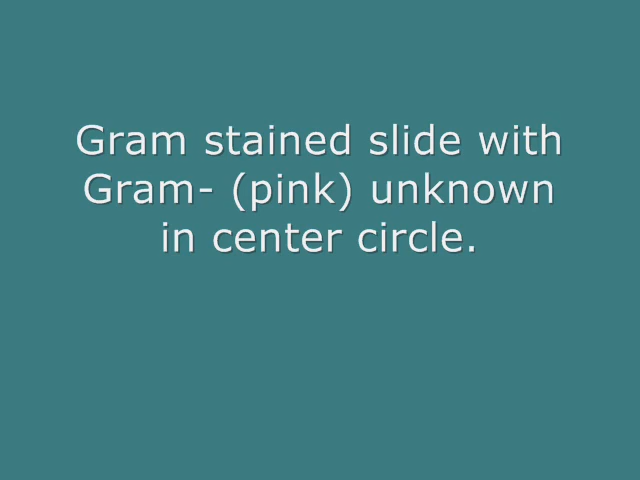 Gram stained slide with
Gram- (pink) unknown
in center circle.